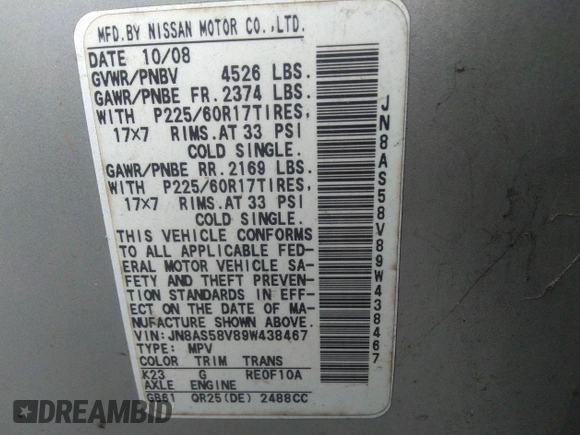 MFD.BY NISSAN MOTOR CO.,LTD.
DATE 10/08
GVWR/PNBV 4526 LBS.
GAWR/PNBE FR.2374 LBS.
WITH P225/60R17TIRES,
17×7 RIMS.AT 33 PSI
COLD SINGLE.
GAWR/PNBE RR.2169 LBS.
WITH P225/60R17TIRES,
17×7 RIMS.AT 33 PSI
COLD SINGLE.
THIS VEHICLE CONFORMS
TO ALL APPLICABLE FED-
ERAL MOTOR VEHICLE SA-
FETY AND THEFT PREVEN-
TION STANDARDS IN EFF-
ECT ON THE DATE OF MA-
NUFACTURE SHOWN ABOVE.
VIN:JN8AS58V89W438467
TYPE: MPV
COLOR TRIM TRANS
K23 G RE0F10A
AXLE ENGINE
GB61 QR25(DE) 2488CC
JN8AS58V89W438467
DREAMBID